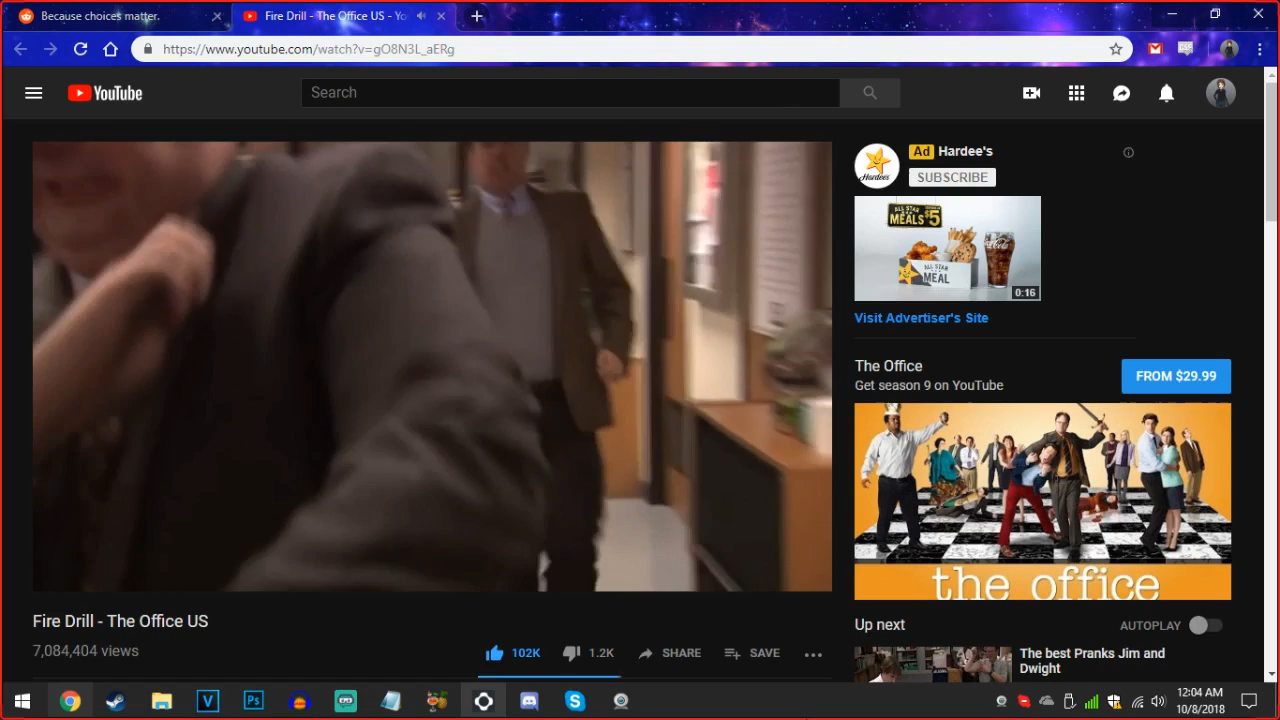 Because choices matter.
Fire Drill - The Office US - Yo
https://www.youtube.com/watch?v=gO8N3L_aERg
YouTube
Search
Ad Hardee's
SUBSCRIBE
Hardees
ALL STAR MEALS $5
ALL STAR
MEAL
0:16
Visit Advertiser's Site
The Office
Get season 9 on YouTube
FROM $29.99
the office
Fire Drill - The Office US
7,084,404 views
102K
1.2K
SHARE
SAVE
Up next
AUTOPLAY
The best Pranks Jim and
Dwight
12:04 AM
10/8/2018